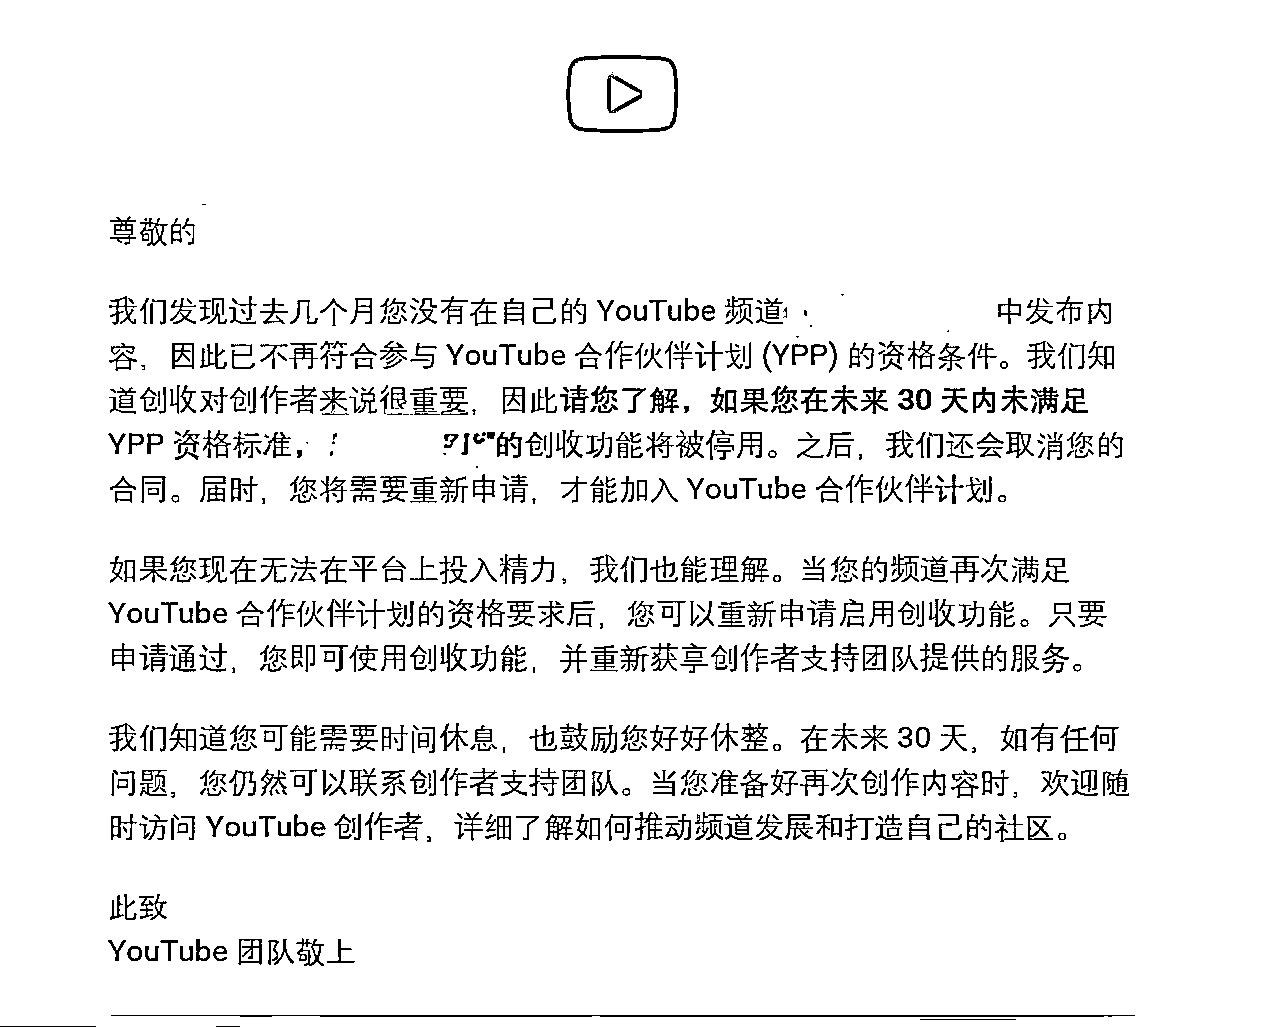 尊敬的
我们发现过去几个月您没有在自己的 YouTube 频道 中发布内
容，因此已不再符合参与 YouTube 合作伙伴计划 (YPP) 的资格条件。我们知
道创收对创作者来说很重要，因此请您了解，如果您在未来 30 天内未满足
YPP 资格标准， 的创收功能将被停用。之后，我们还会取消您的
合同。届时，您将需要重新申请，才能加入 YouTube 合作伙伴计划。
如果您现在无法在平台上投入精力，我们也能理解。当您的频道再次满足
YouTube 合作伙伴计划的资格要求后，您可以重新申请启用创收功能。只要
申请通过，您即可使用创收功能，并重新获享创作者支持团队提供的服务。
我们知道您可能需要时间休息，也鼓励您好好休整。在未来 30 天，如有任何
问题，您仍然可以联系创作者支持团队。当您准备好再次创作内容时，欢迎随
时访问 YouTube 创作者，详细了解如何推动频道发展和打造自己的社区。
此致
YouTube 团队敬上